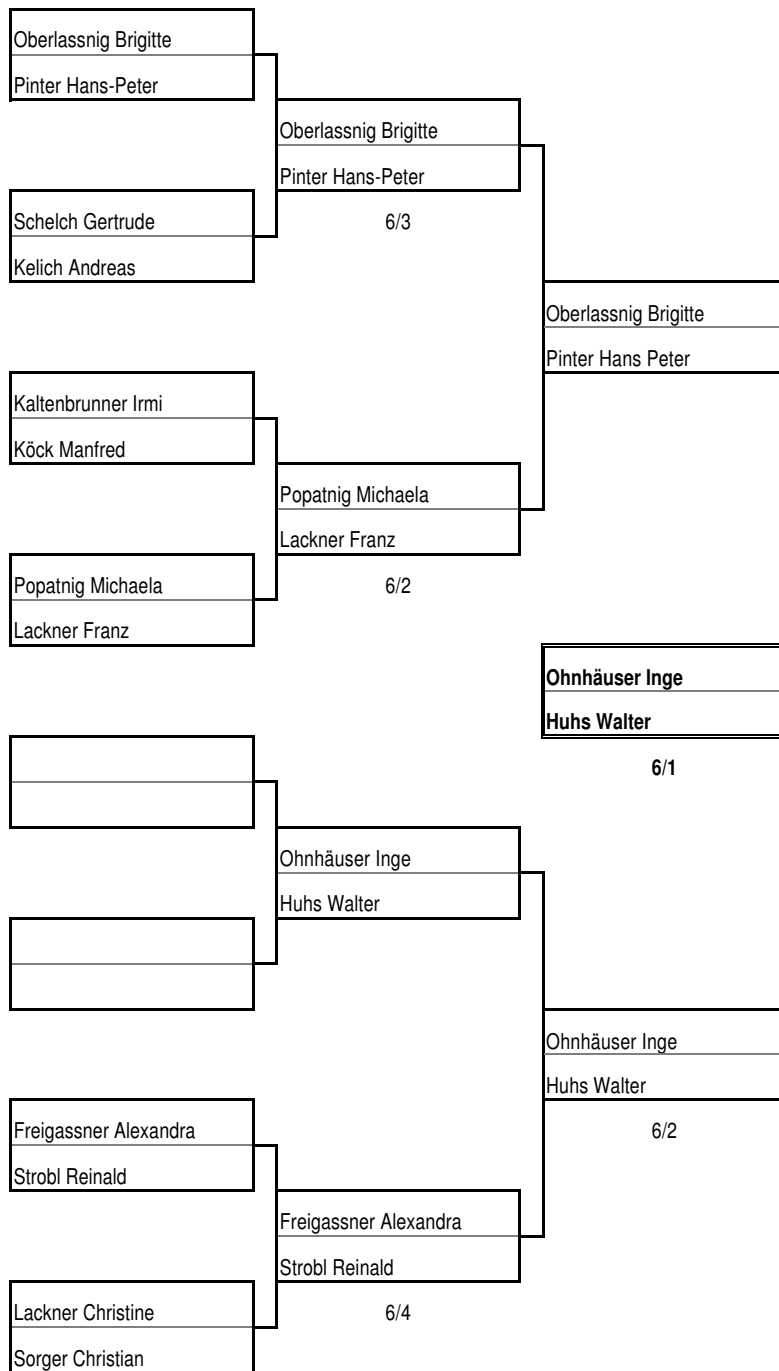 Oberlassnig Brigitte
Pinter Hans-Peter
Oberlassnig Brigitte
Pinter Hans-Peter
Schelch Gertrude
6/3
Kelich Andreas
Oberlassnig Brigitte
Pinter Hans Peter
Kaltenbrunner Irmi
Köck Manfred
Popatnig Michaela
Lackner Franz
Popatnig Michaela
6/2
Lackner Franz
Ohnhäuser Inge
Huhs Walter
6/1
Ohnhäuser Inge
Huhs Walter
Ohnhäuser Inge
Huhs Walter
Freigassner Alexandra
6/2
Strobl Reinald
Freigassner Alexandra
Strobl Reinald
Lackner Christine
6/4
Sorger Christian